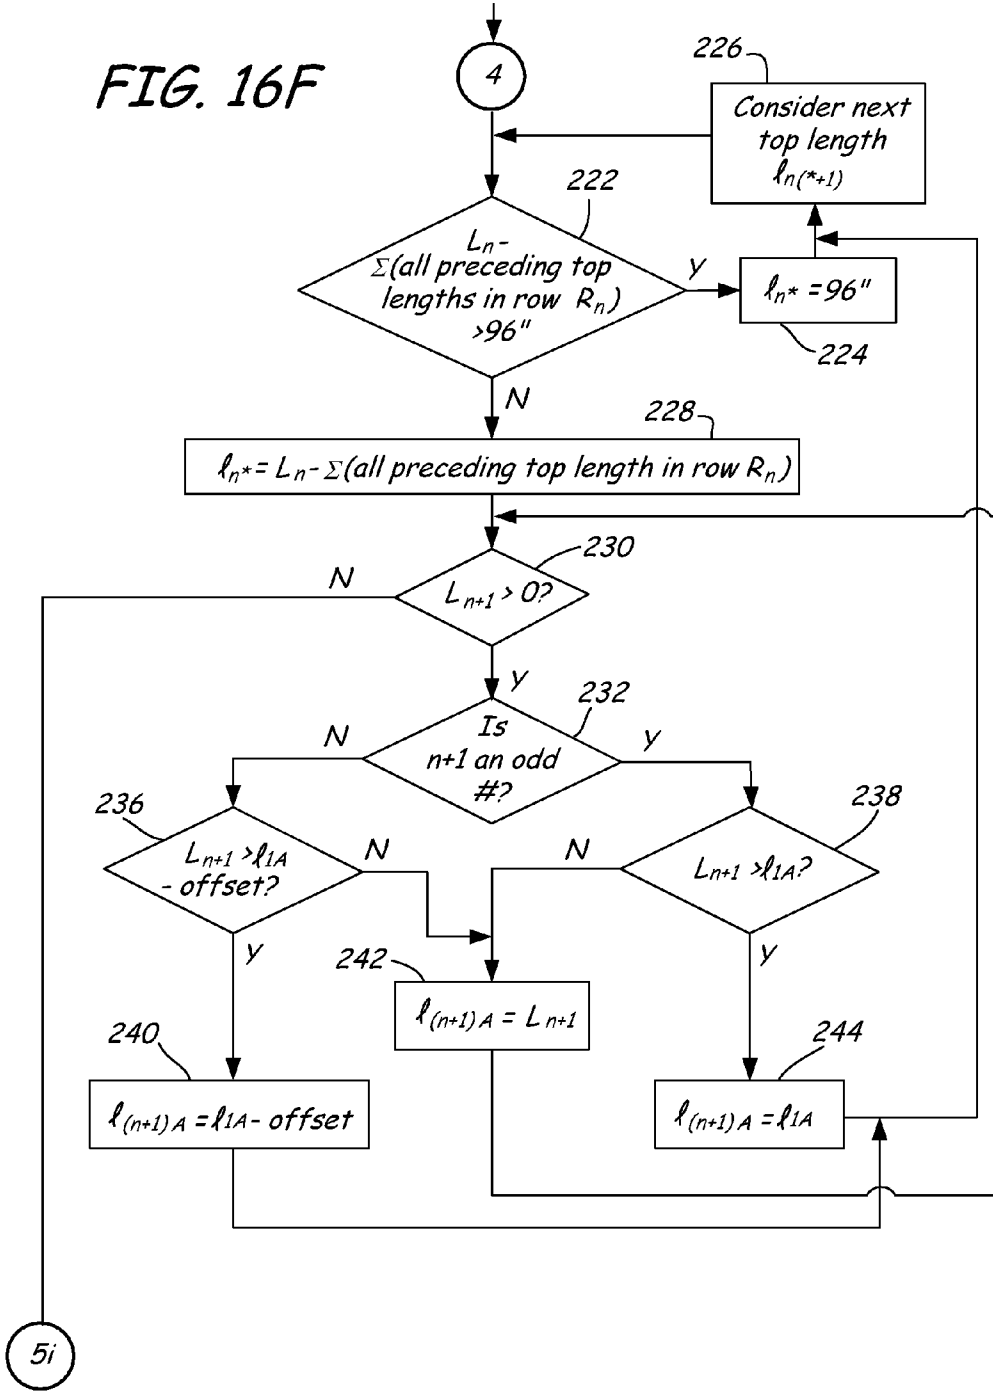 FIG. 16F
4
226
Consider next
top length
ℓn(*+1)
222
Ln-
Σ(all preceding top
lengths in row Rn)
>96"
Y
ℓn* = 96"
224
N
228
ℓn* = Ln - Σ(all preceding top length in row Rn)
230
N
Ln+1 > 0?
Y
232
N
Is
n+1 an odd
#?
Y
236
238
Ln+1 > ℓ1A
- offset?
N
N
Ln+1 > ℓ1A?
Y
242
Y
ℓ(n+1)A = Ln+1
240
244
ℓ(n+1)A = ℓ1A - offset
ℓ(n+1)A = ℓ1A
5i